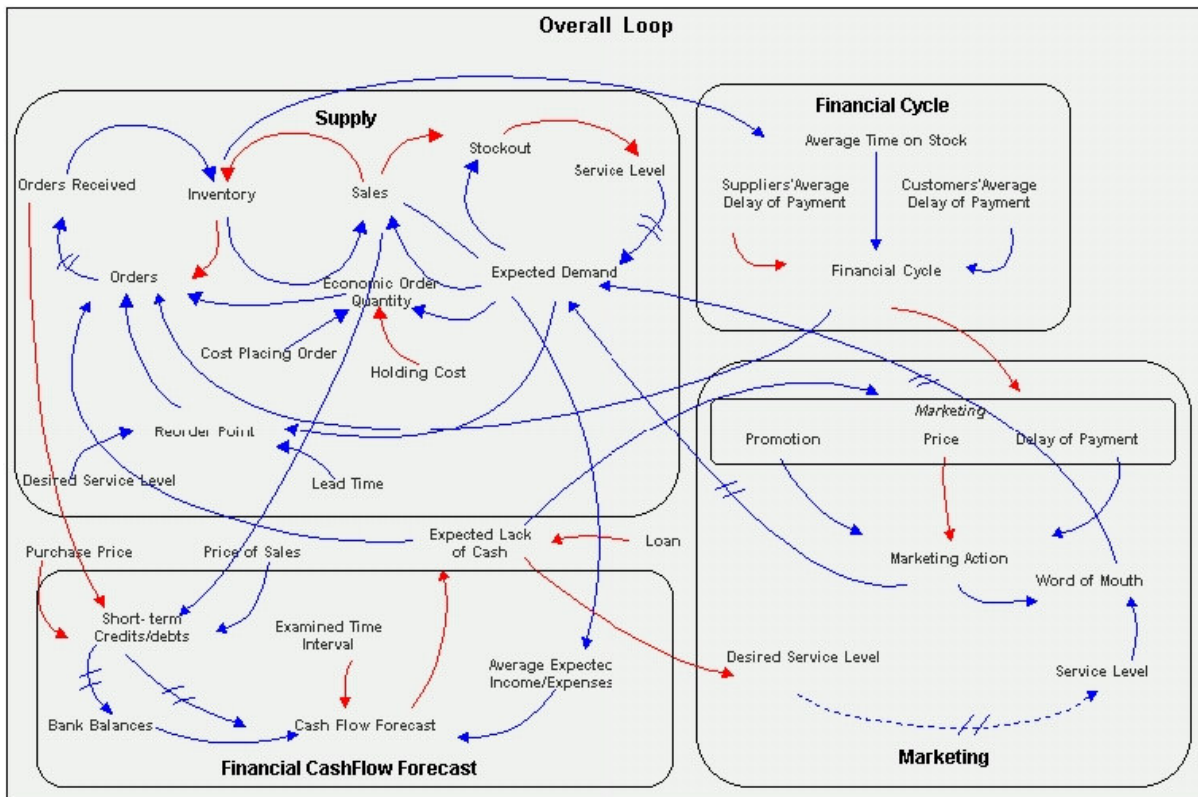 Overall Loop
Supply
Financial Cycle
Stockout
Service Level
Average Time on Stock
Orders Received
Inventory
Sales
Suppliers'Average
Delay of Payment
Customers'Average
Delay of Payment
Orders
Economic Order
Quantity
Expected Demand
Financial Cycle
Cost Placing Order
Holding Cost
Reorder Point
Desired Service Level
Lead Time
Marketing
Promotion
Price
Delay of Payment
Purchase Price
Price of Sales
Expected Lack
of Cash
Loan
Marketing Action
Word of Mouth
Short- term
Credits/debts
Examined Time
Interval
Average Expected
Income/Expenses
Desired Service Level
Service Level
Bank Balances
Cash Flow Forecast
Financial CashFlow Forecast
Marketing